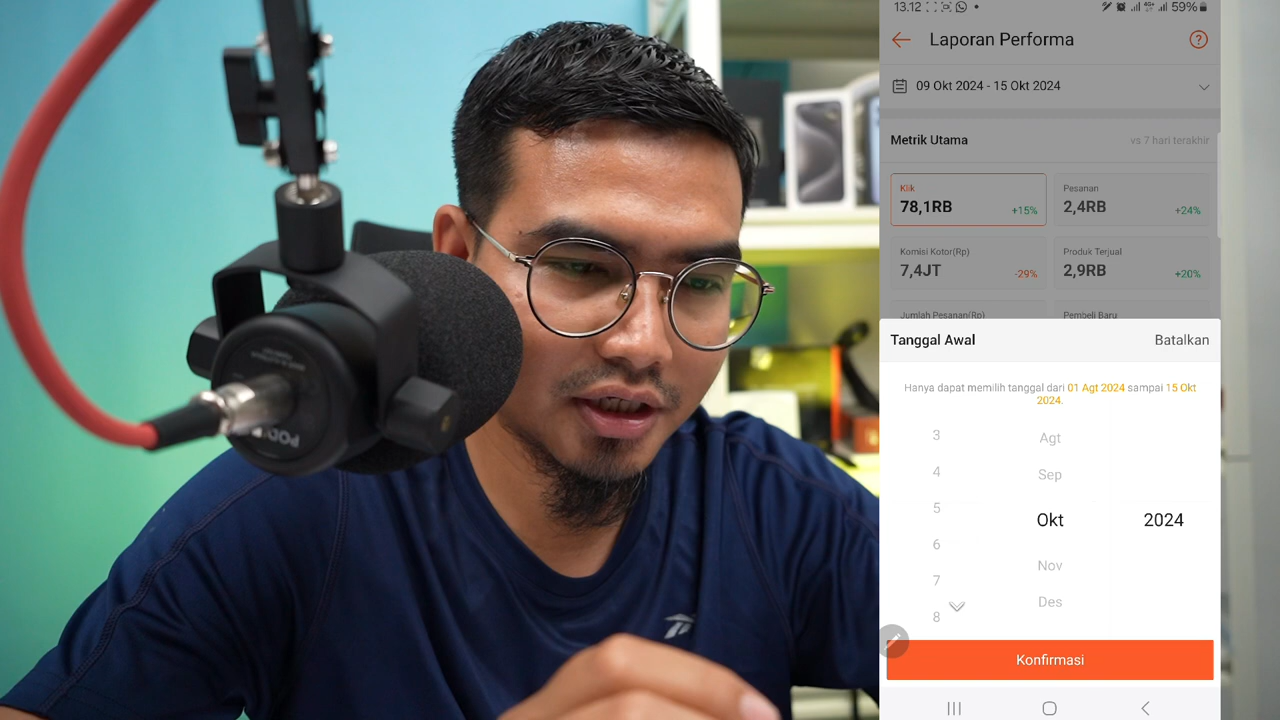 13.12
59%
Laporan Performa
09 Okt 2024 - 15 Okt 2024
Metrik Utama
vs 7 hari terakhir
Klik
78,1RB
+15%
Pesanan
2,4RB
+24%
Komisi Kotor(Rp)
7,4JT
-29%
Produk Terjual
2,9RB
+20%
Jumlah Pesanan(Rp)
Pembeli Baru
Tanggal Awal
Batalkan
Hanya dapat memilih tanggal dari 01 Agt 2024 sampai 15 Okt
2024.
3
4
5
6
7
8
Agt
Sep
Okt
Nov
Des
2024
Konfirmasi